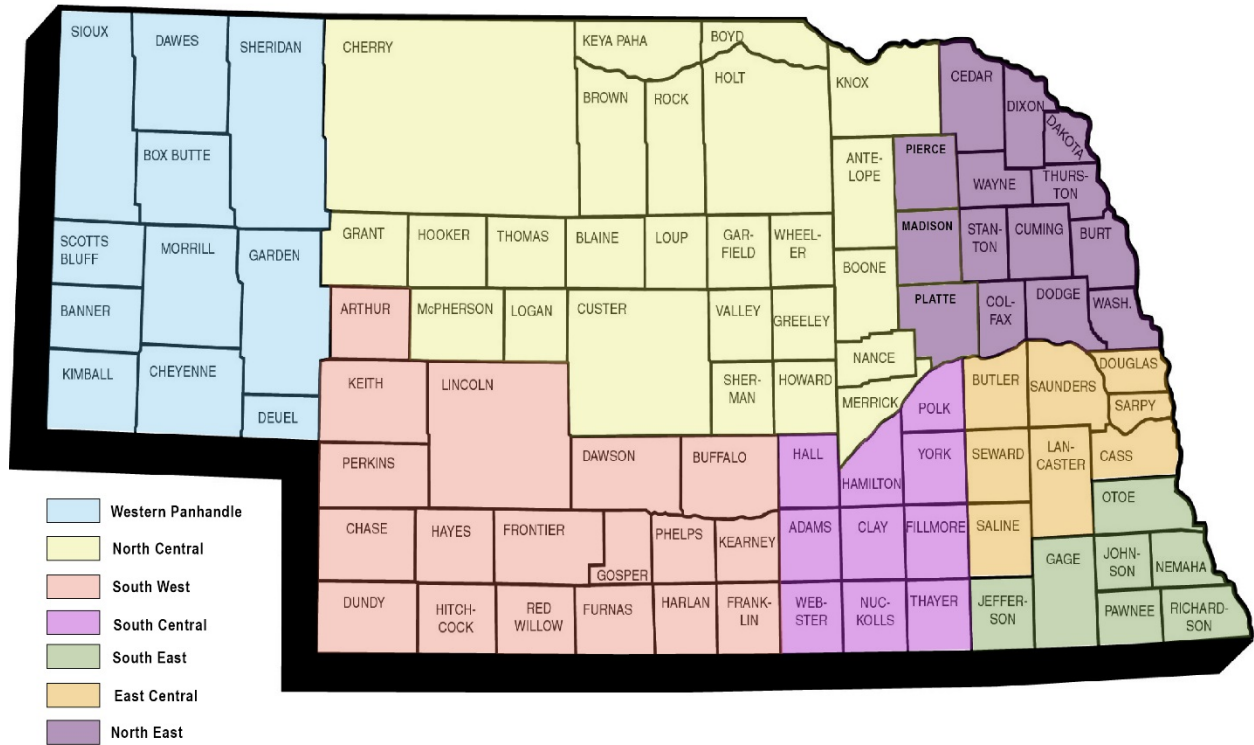 SIOUX
DAWES
SHERIDAN
CHERRY
KEYA PAHA
BOYD
KNOX
CEDAR
DIXON
DAKOTA
BROWN
ROCK
HOLT
BOX BUTTE
ANTE-
LOPE
PIERCE
WAYNE
THURS-
TON
SCOTTS
BLUFF
MORRILL
GARDEN
GRANT
HOOKER
THOMAS
BLAINE
LOUP
GAR-
FIELD
WHEEL-
ER
BOONE
MADISON
STAN-
TON
CUMING
BURT
BANNER
ARTHUR
McPHERSON
LOGAN
CUSTER
VALLEY
GREELEY
PLATTE
COL-
FAX
DODGE
WASH.
KIMBALL
CHEYENNE
DEUEL
KEITH
LINCOLN
SHER-
MAN
HOWARD
NANCE
MERRICK
POLK
BUTLER
SAUNDERS
DOUGLAS
SARPY
PERKINS
DAWSON
BUFFALO
HALL
HAMILTON
YORK
SEWARD
LAN-
CASTER
CASS
OTOE
CHASE
HAYES
FRONTIER
GOSPER
PHELPS
KEARNEY
ADAMS
CLAY
FILLMORE
SALINE
GAGE
JOHN-
SON
NEMAHA
DUNDY
HITCH-
COCK
RED
WILLOW
FURNAS
HARLAN
FRANK-
LIN
WEB-
STER
NUC-
KOLLS
THAYER
JEFFER-
SON
PAWNEE
RICHARD-
SON
Western Panhandle
North Central
South West
South Central
South East
East Central
North East